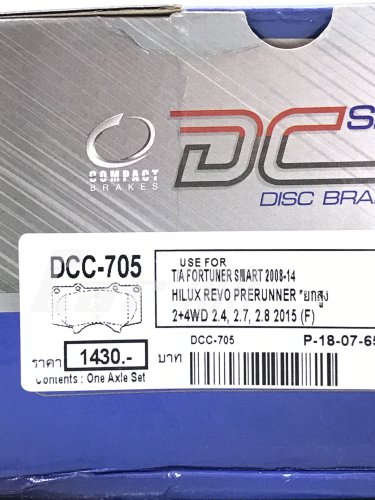 DC S
COMPACT
BRAKES
DISC BRA
DCC-705
USE FOR
T/A FORTUNER SMART 2008-14
HILUX REVO PRERUNNER *ยกสูง
2+4WD 2.4, 2.7, 2.8 2015 (F)
ราคา 1430.- บาท
DCC-705 P-18-07-65
Contents : One Axle Set